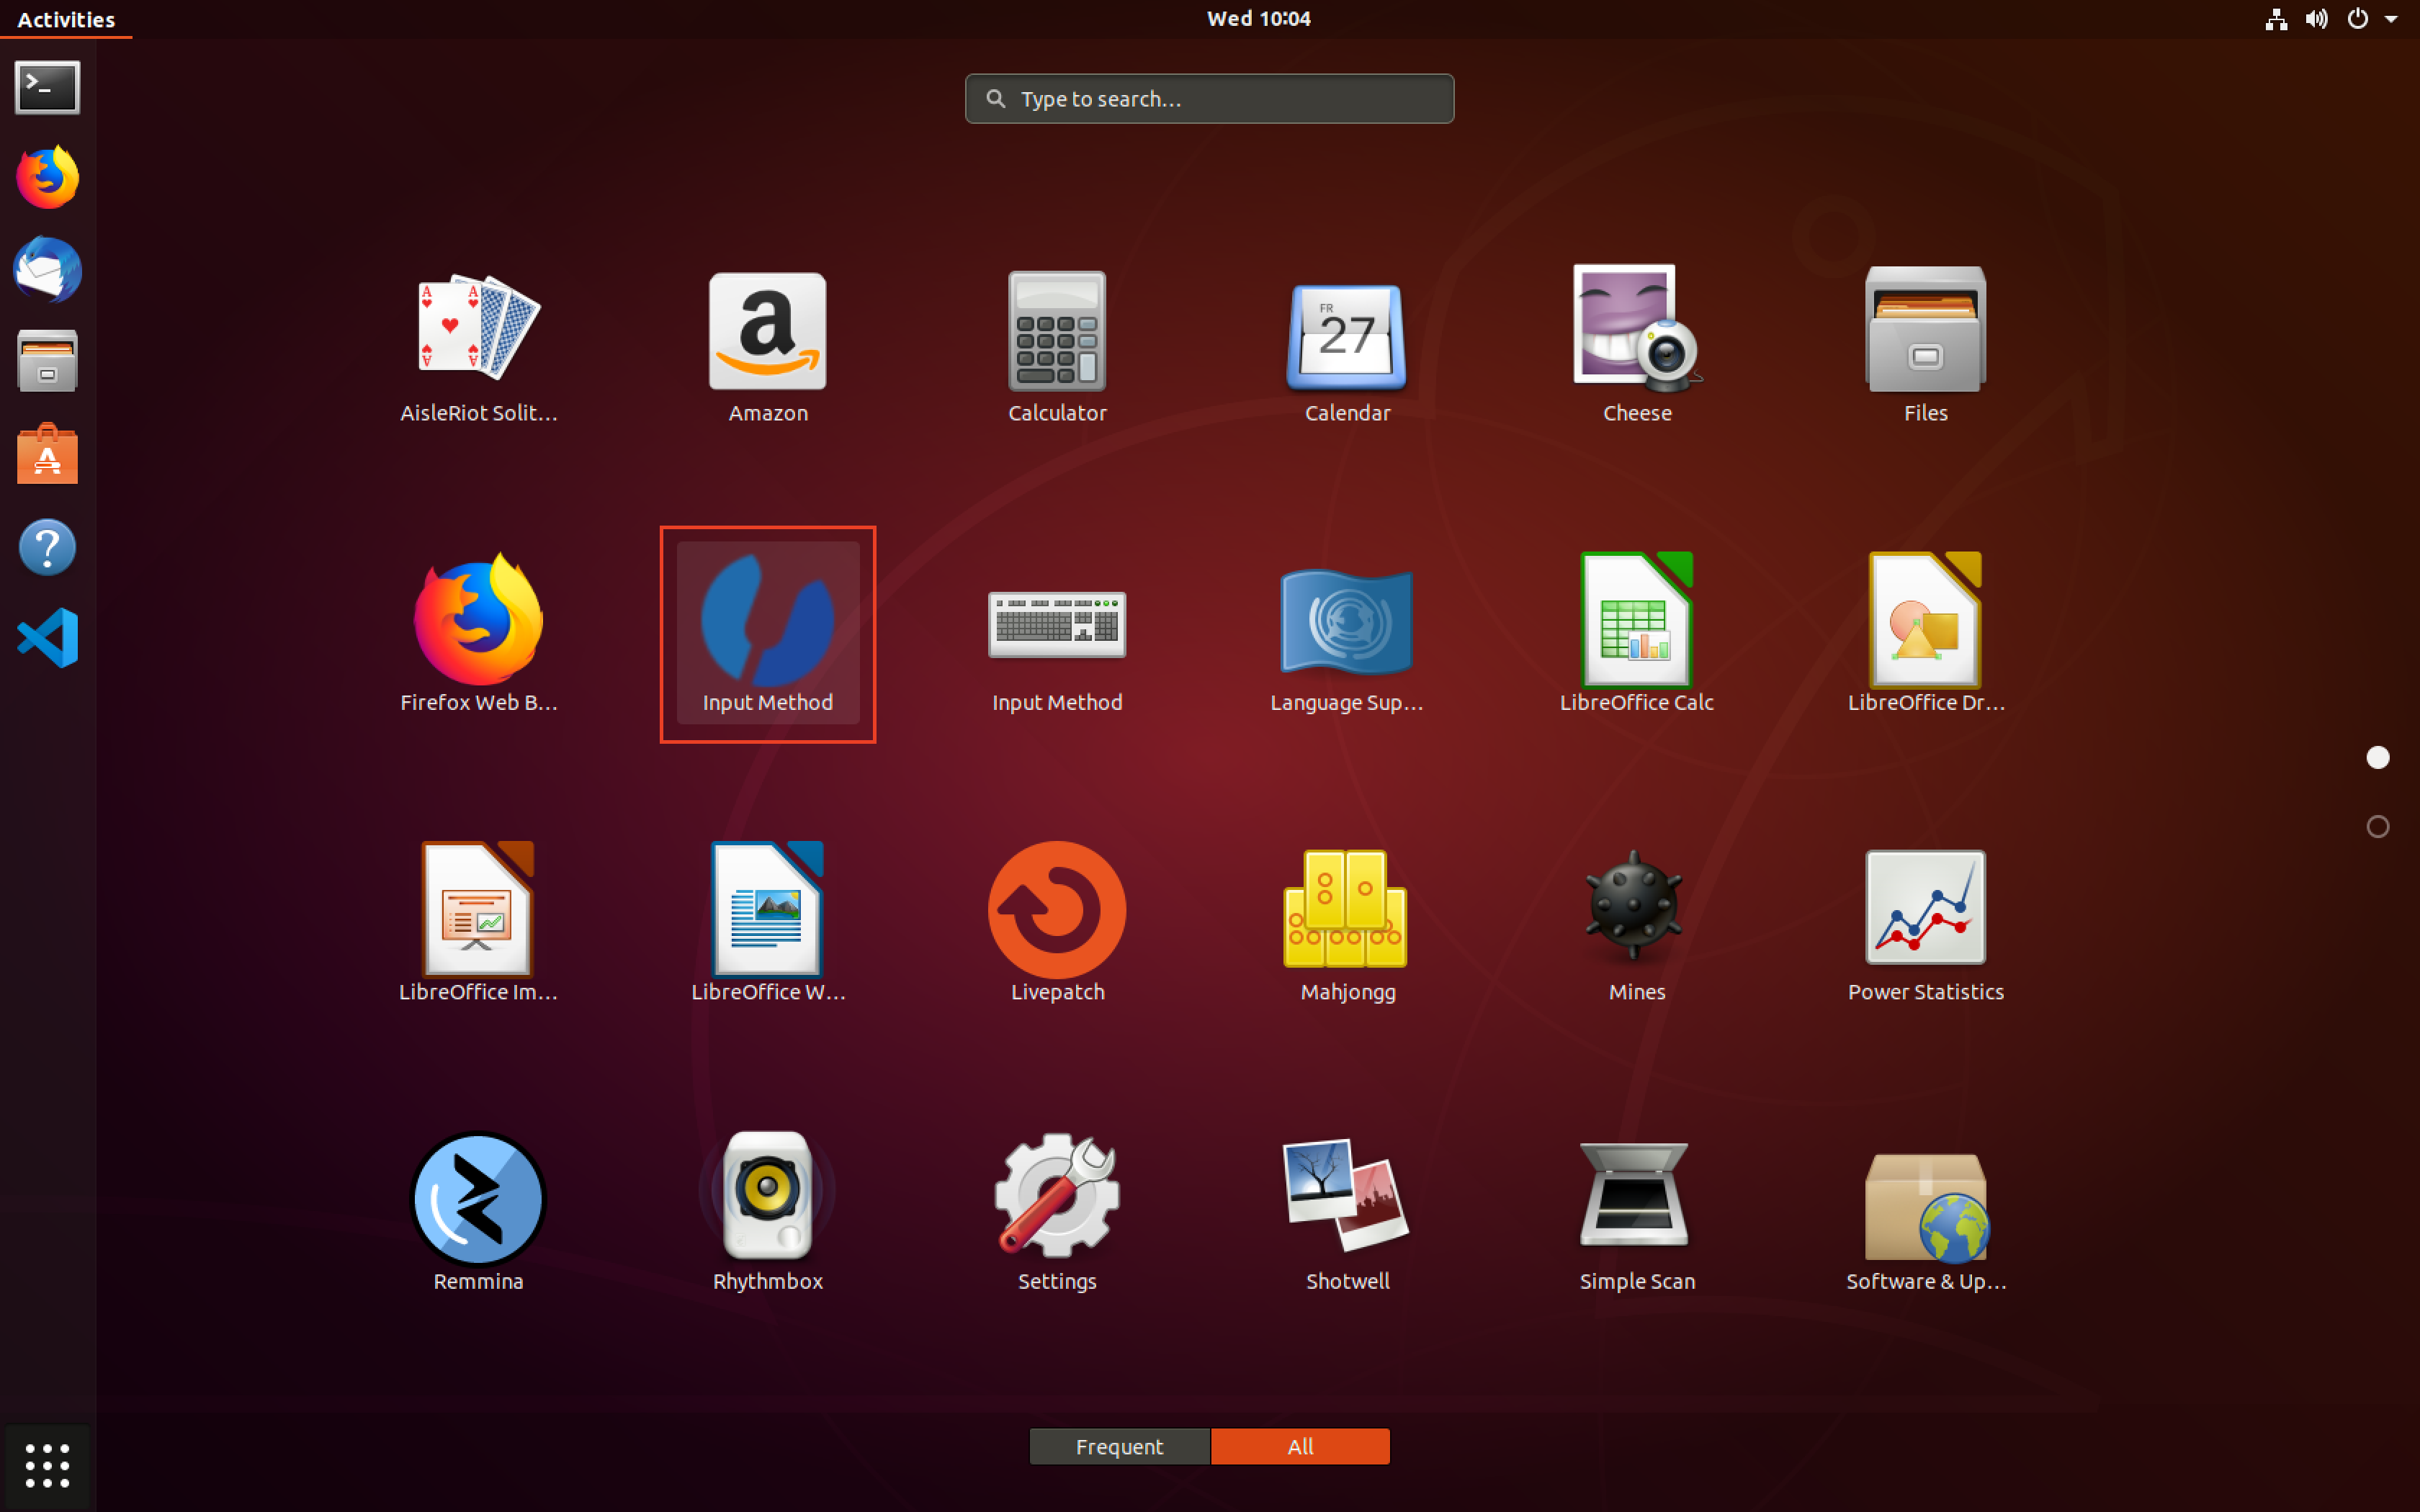 Activities
Wed 10:04
Type to search...
FR
27
AisleRiot Solit...
Amazon
Calculator
Calendar
Cheese
Files
Firefox Web B...
Input Method
Input Method
Language Sup...
LibreOffice Calc
LibreOffice Dr...
LibreOffice Im...
LibreOffice W...
Livepatch
Mahjongg
Mines
Power Statistics
Remmina
Rhythmbox
Settings
Shotwell
Simple Scan
Software & Up...
Frequent
All